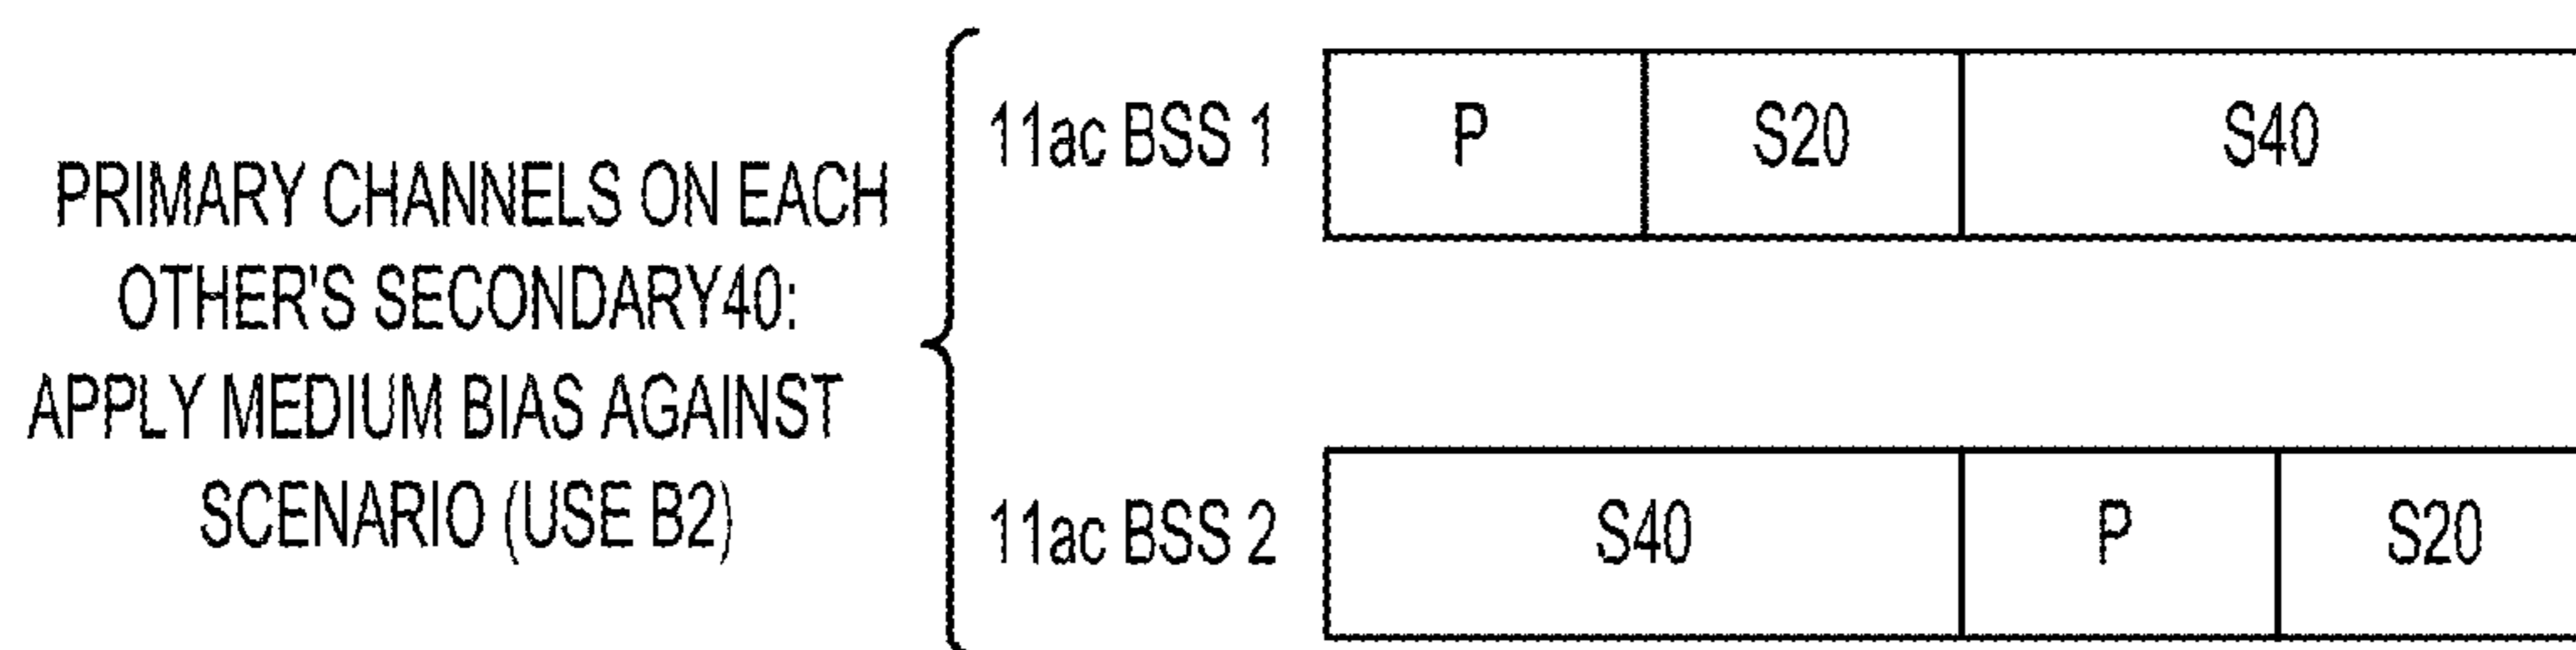 PRIMARY CHANNELS ON EACH
OTHER'S SECONDARY40:
APPLY MEDIUM BIAS AGAINST
SCENARIO (USE B2)
11ac BSS 1
P
S20
S40
11ac BSS 2
S40
P
S20